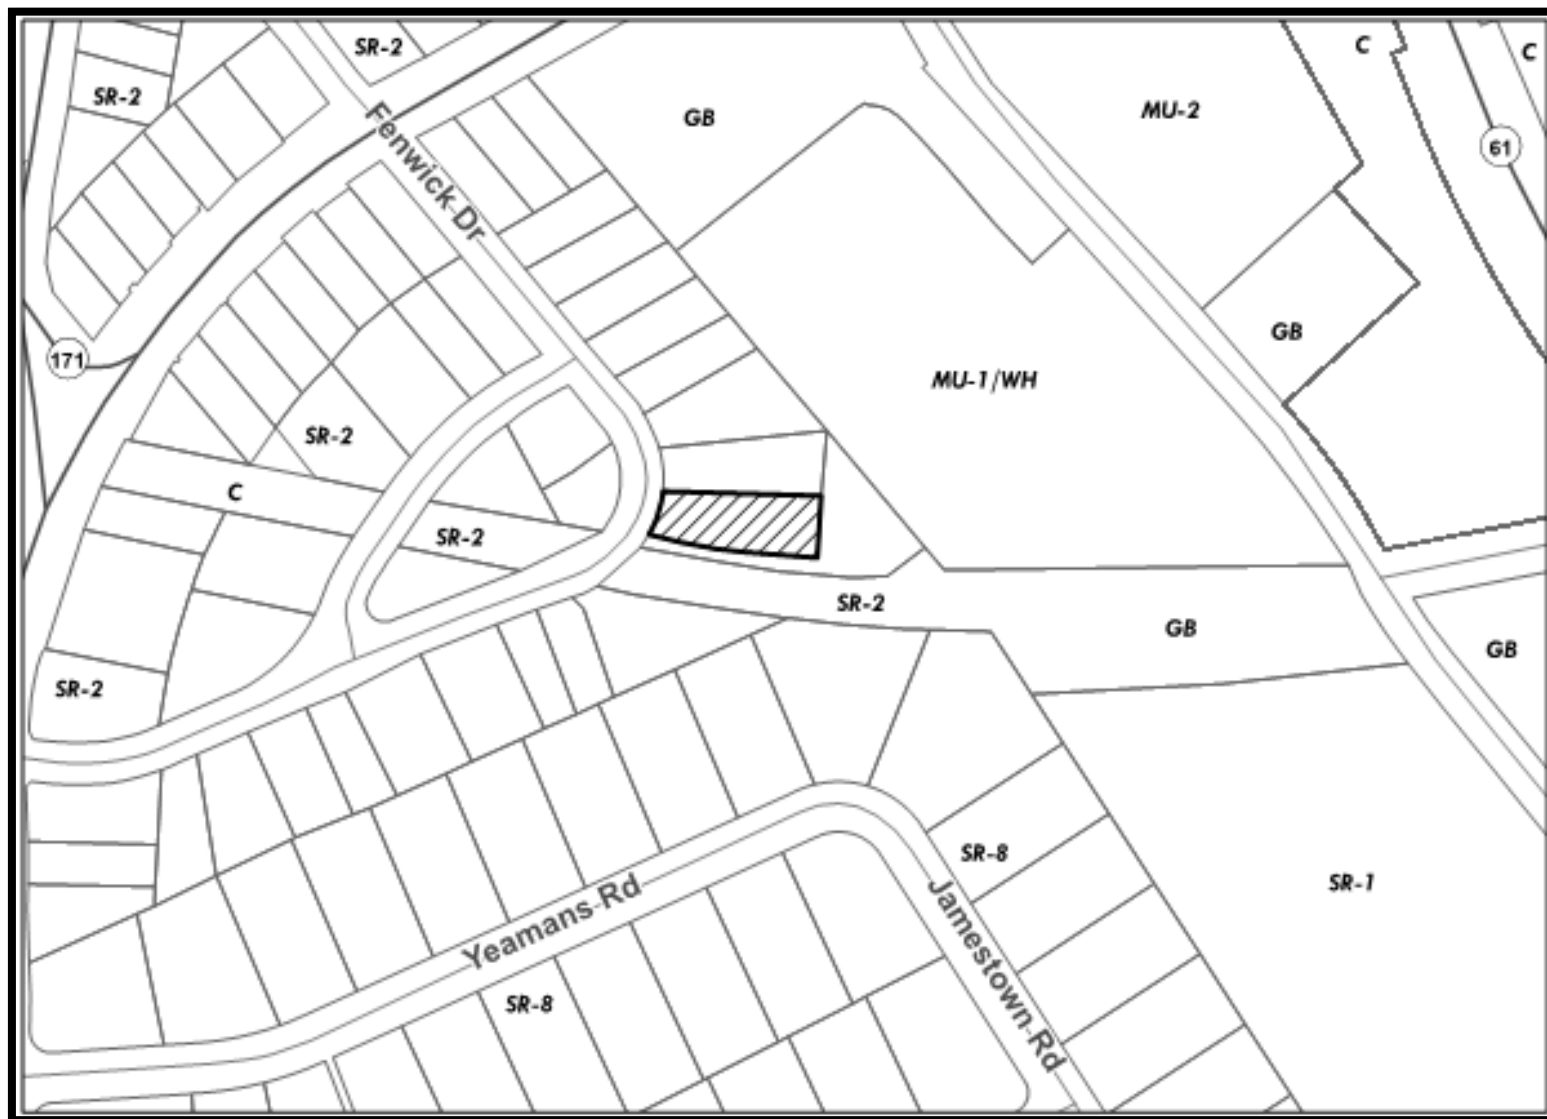 SR-2
C
C
SR-2
GB
MU-2
Fenwick Dr
61
GB
171
MU-1/WH
SR-2
C
SR-2
SR-2
GB
GB
SR-2
SR-8
SR-1
Yeamans Rd
Jamestown Rd
SR-8